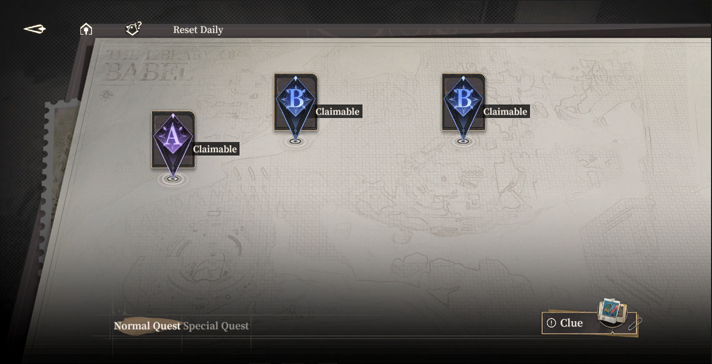 Reset Daily
THE LIBRARY OF
BABEL
B
Claimable
B
Claimable
A
Claimable
Normal Quest
Special Quest
Clue